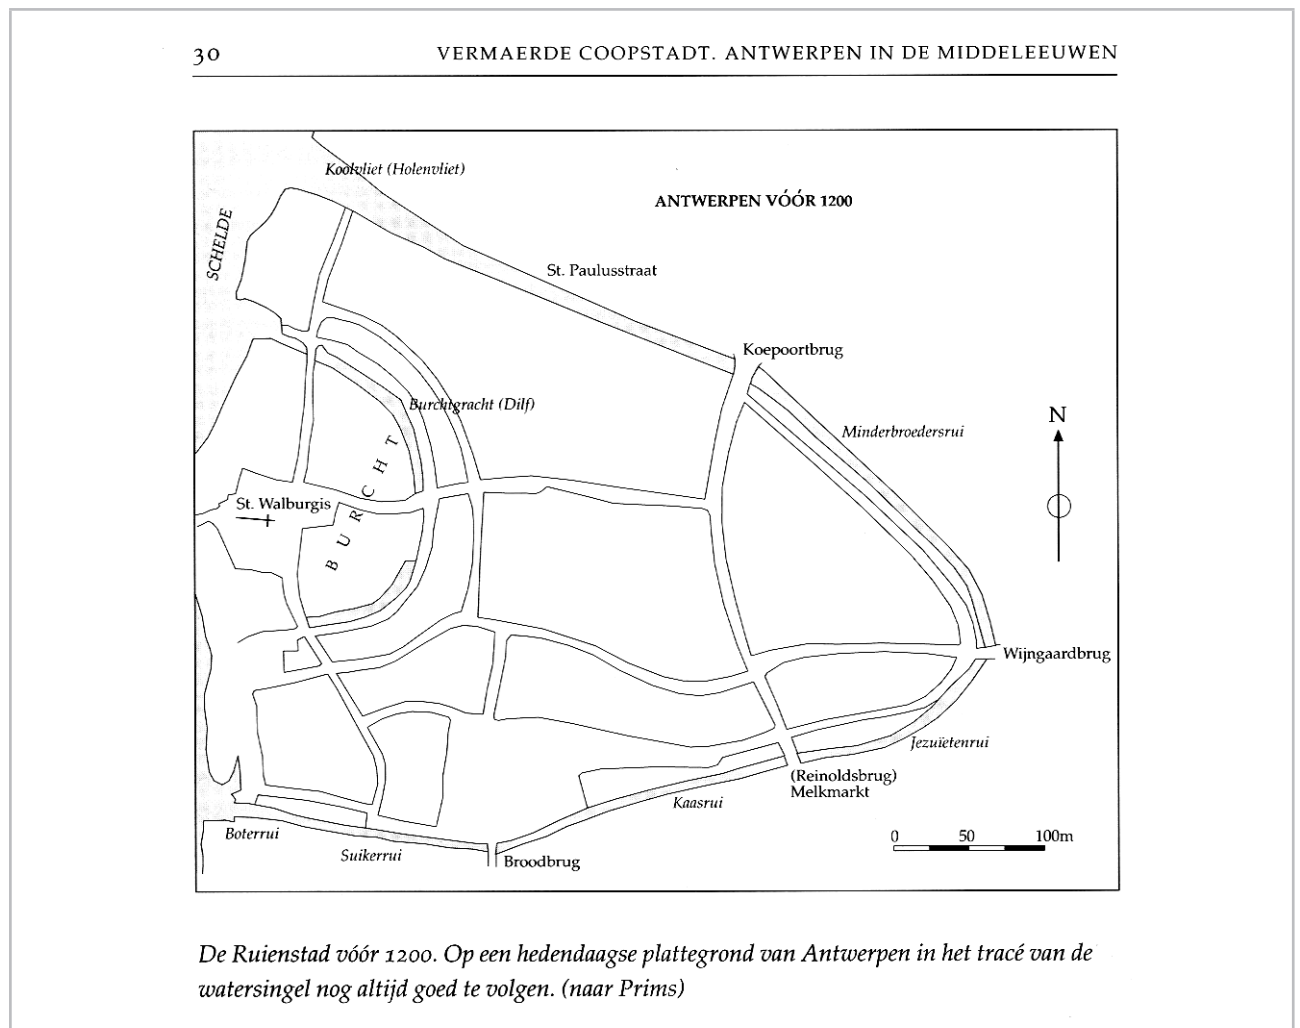 30
VERMAERDE COOPSTADT. ANTWERPEN IN DE MIDDELEEUWEN
Koolvliet (Holenvliet)
ANTWERPEN VÓÓR 1200
SCHELDE
St. Paulusstraat
Koepoortbrug
Burchtgracht (Dilf)
Minderbroedersrui
N
BURCHT
St. Walburgis
Wijngaardbrug
Jezuïetenrui
(Reinoldsbrug)
Melkmarkt
Kaasrui
Boterrui
Suikerrui
Broodbrug
0 50 100m
De Ruienstad vóór 1200. Op een hedendaagse plattegrond van Antwerpen in het tracé van de
watersingel nog altijd goed te volgen. (naar Prims)